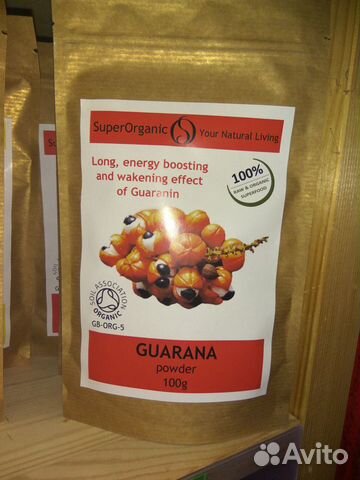 SuperOrganic Your Natural Living
Long, energy boosting
and wakening effect
of Guaranin
100%
RAW & ORGANIC
SUPERFOOD
SOIL ASSOCIATION
ORGANIC
GB-ORG-5
GUARANA
powder
100g
Avito